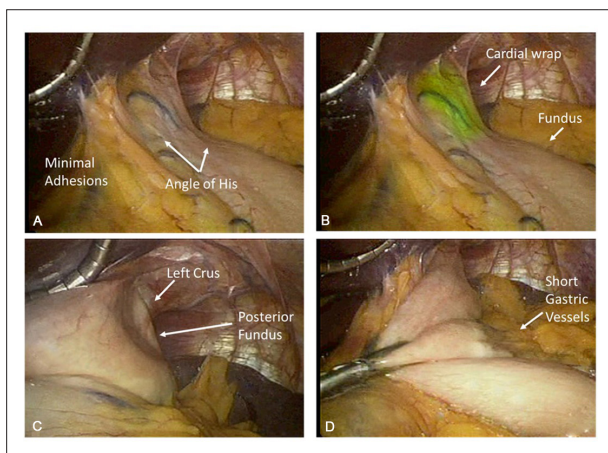 Minimal
Adhesions
Angle of His
A
Cardial wrap
Fundus
B
Left Crus
Posterior
Fundus
C
Short
Gastric
Vessels
D